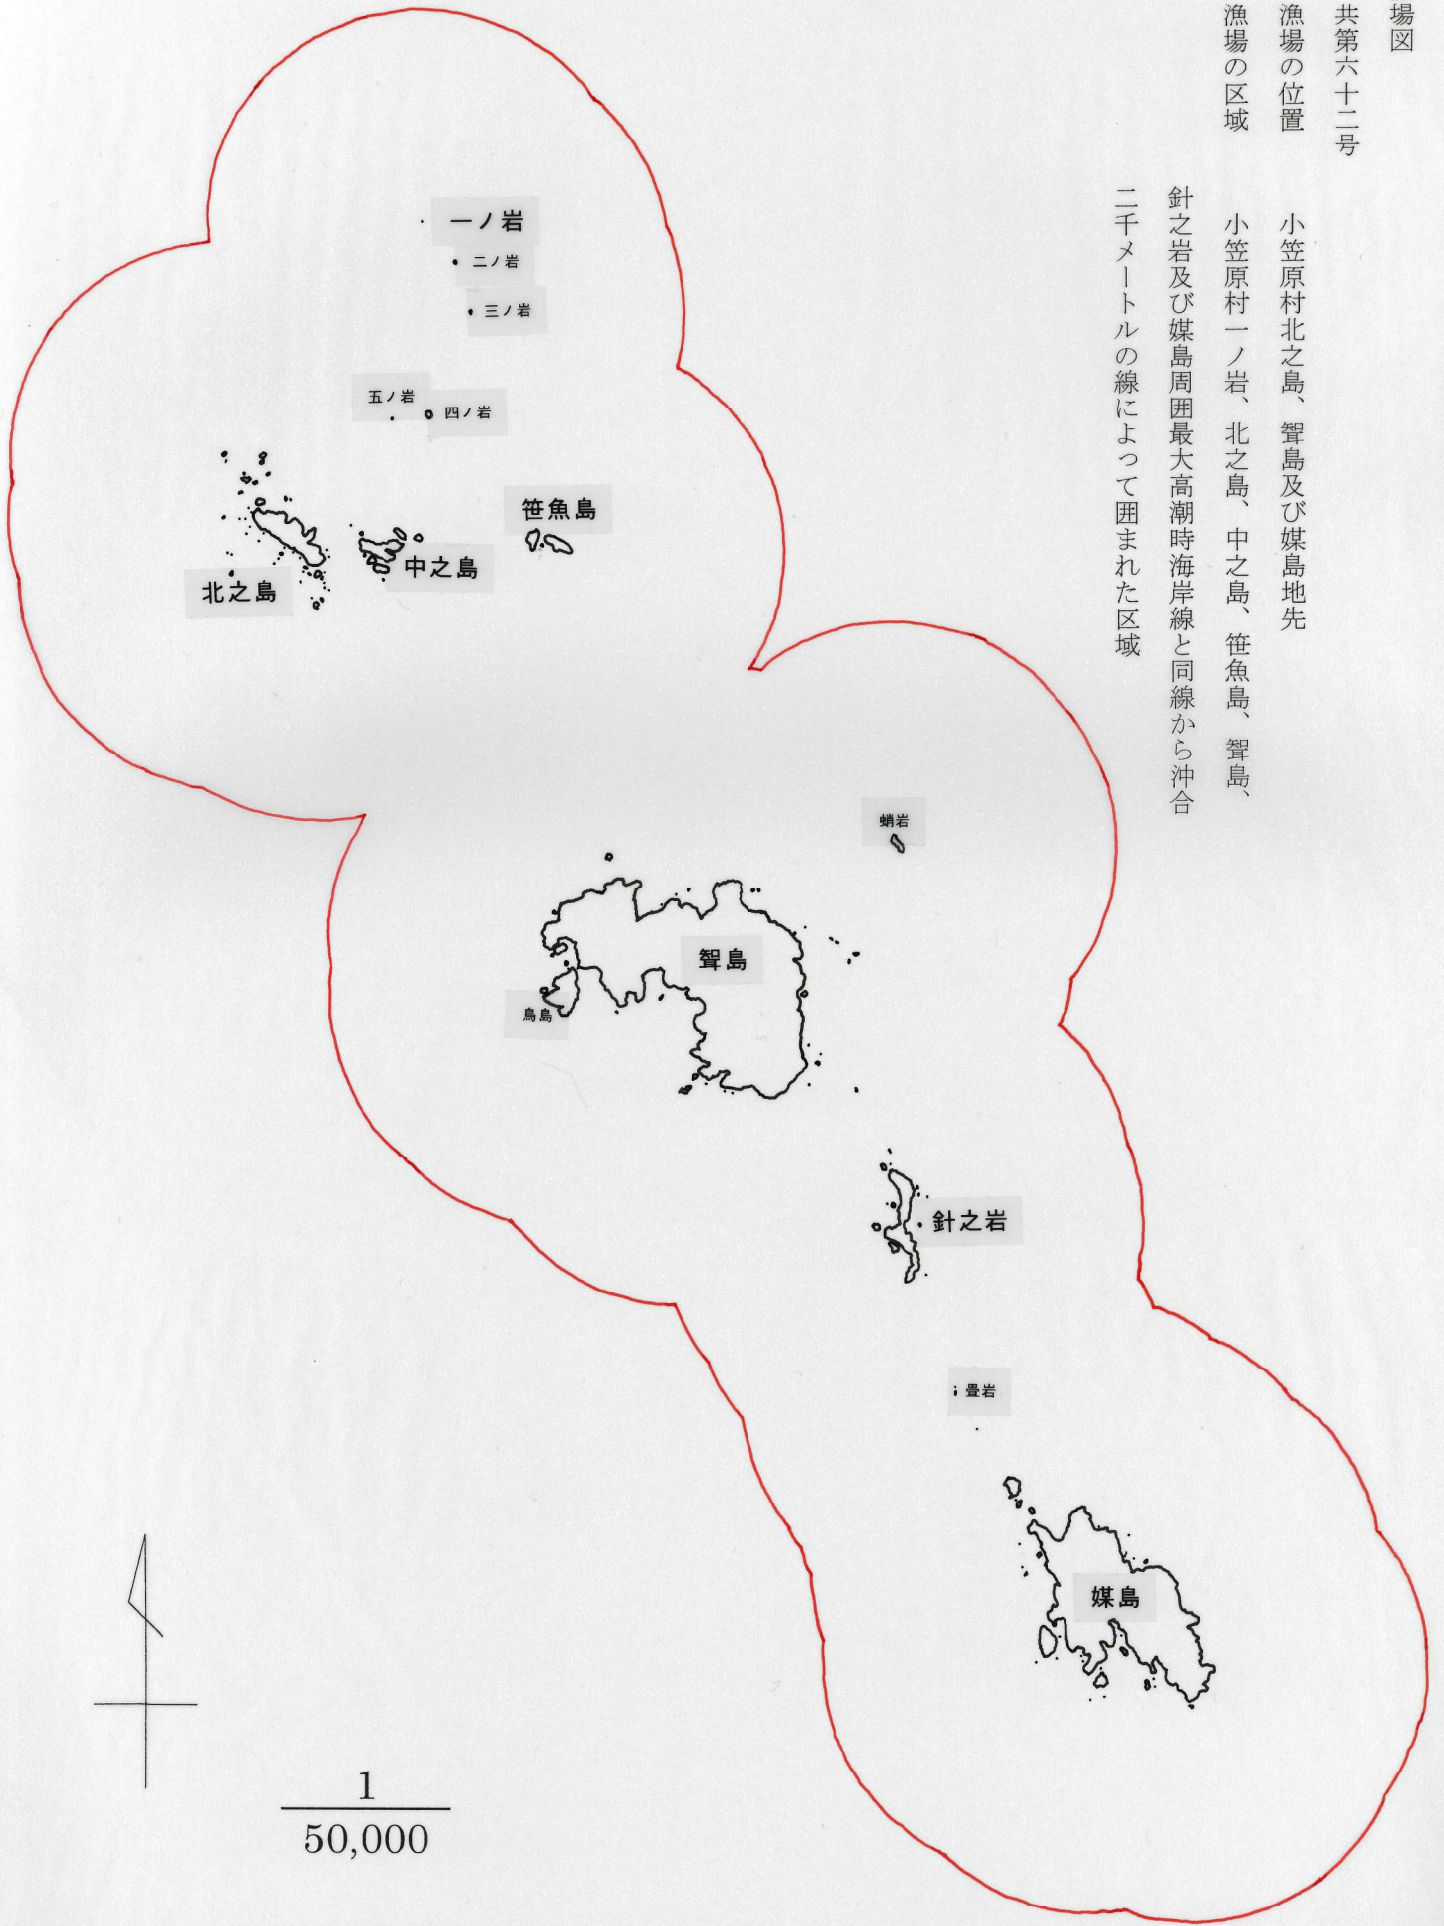 場図
共第六十二号
漁場の位置　小笠原村北之島、聟島及び媒島地先
漁場の区域　小笠原村一ノ岩、北之島、中之島、笹魚島、聟島、
針之岩及び媒島周囲最大高潮時海岸線と同線から沖合
二千メートルの線によって囲まれた区域
一ノ岩
二ノ岩
三ノ岩
五ノ岩
四ノ岩
笹魚島
中之島
北之島
蛸岩
聟島
鳥島
針之岩
畳岩
媒島
1
50,000